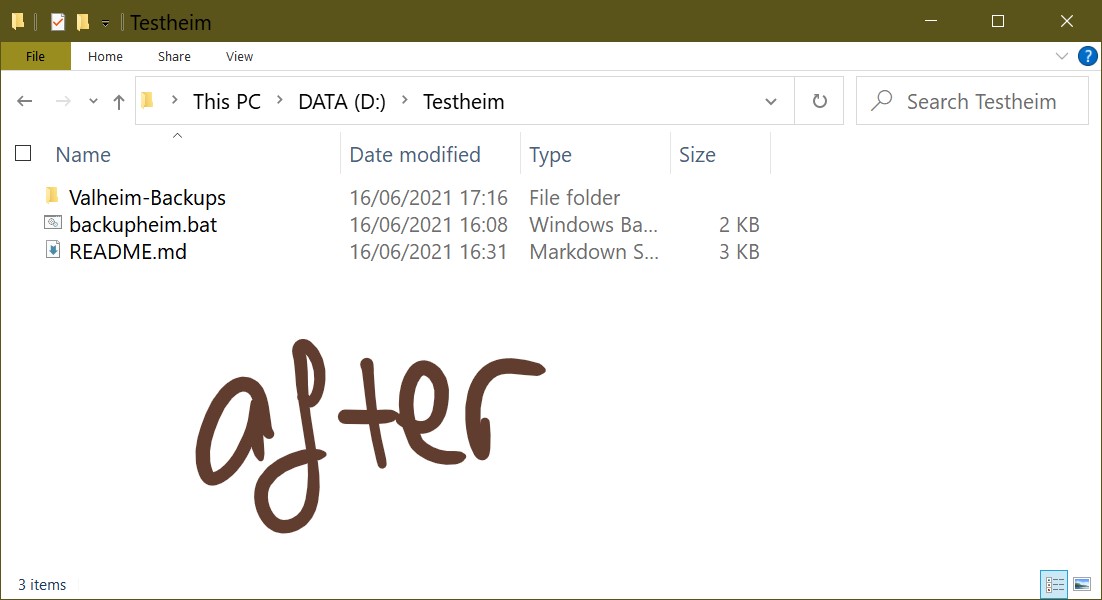 Testheim
File Home Share View
This PC > DATA (D:) > Testheim Search Testheim
Name Date modified Type Size
Valheim-Backups 16/06/2021 17:16 File folder
backupheim.bat 16/06/2021 16:08 Windows Ba... 2 KB
README.md 16/06/2021 16:31 Markdown S... 3 KB
after
3 items